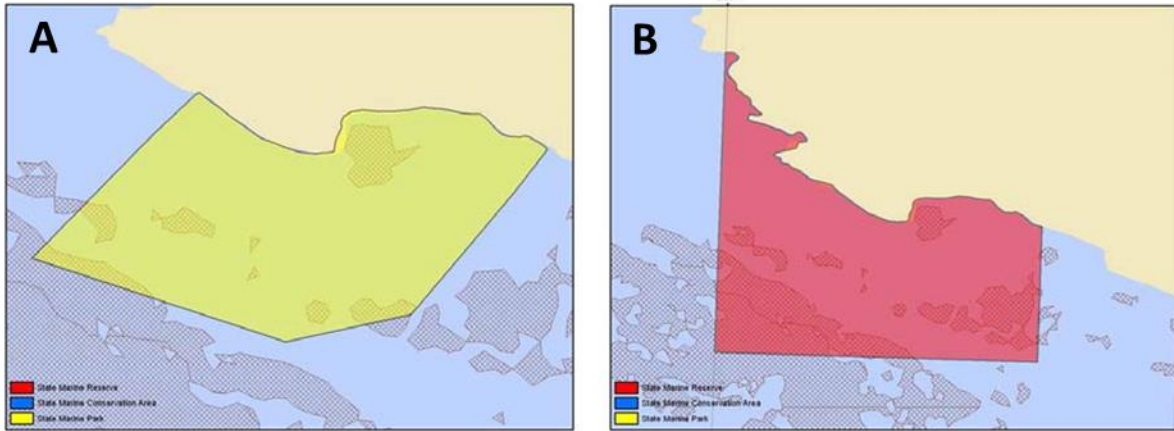 A
State Marine Reserve
State Marine Conservation Area
State Marine Park
B
State Marine Reserve
State Marine Conservation Area
State Marine Park